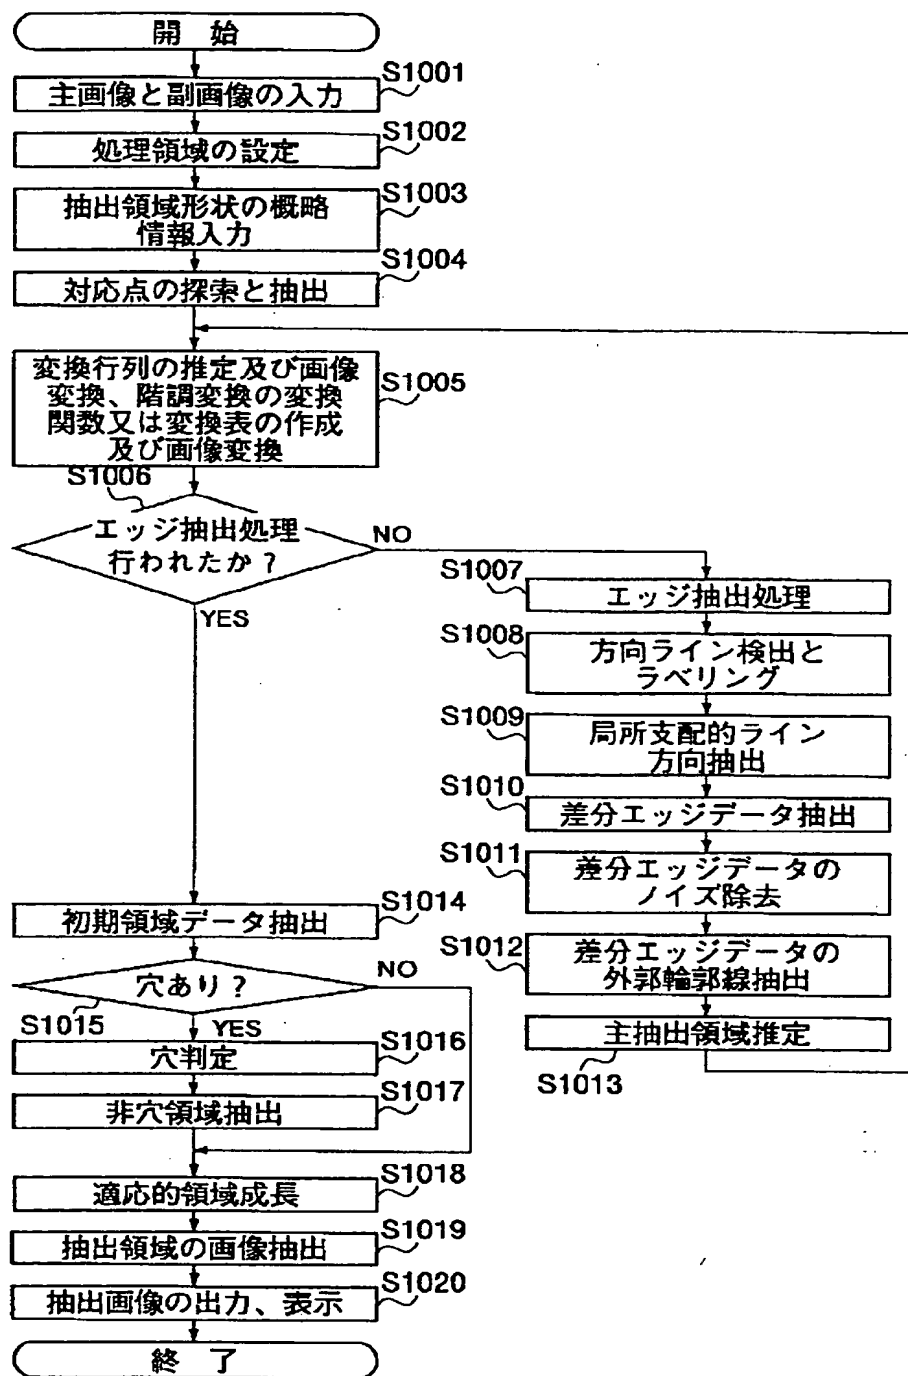 開 始
S1001
主画像と副画像の入力
S1002
処理領域の設定
S1003
抽出領域形状の概略
情報入力
S1004
対応点の探索と抽出
変換行列の推定及び画像
変換、階調変換の変換
関数又は変換表の作成
及び画像変換
S1005
S1006
エッジ抽出処理
行われたか?
NO
YES
S1007
エッジ抽出処理
S1008
方向ライン検出と
ラベリング
S1009
局所支配的ライン
方向抽出
S1010
差分エッジデータ抽出
S1011
差分エッジデータの
ノイズ除去
S1012
差分エッジデータの
外郭輪郭線抽出
主抽出領域推定
S1013
S1014
初期領域データ抽出
穴あり?
NO
S1015
YES
S1016
穴判定
S1017
非穴領域抽出
S1018
適応的領域成長
S1019
抽出領域の画像抽出
S1020
抽出画像の出力、表示
終 了